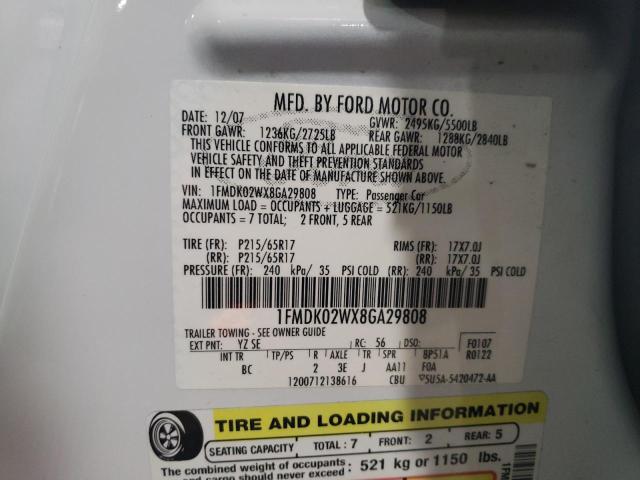 MFD. BY FORD MOTOR CO.
DATE: 12/07 GVWR: 2495KG/5500LB
FRONT GAWR: 1236KG/2725LB REAR GAWR: 1288KG/2840LB
THIS VEHICLE CONFORMS TO ALL APPLICABLE FEDERAL MOTOR
VEHICLE SAFETY AND THEFT PREVENTION STANDARDS
IN EFFECT ON THE DATE OF MANUFACTURE SHOWN ABOVE.
VIN: 1FMDK02WX8GA29808 TYPE: Passenger Car
MAXIMUM LOAD = OCCUPANTS + LUGGAGE = 521KG/1150LB
OCCUPANTS = 7 TOTAL; 2 FRONT, 5 REAR
TIRE (FR): P215/65R17 RIMS (FR): 17X7.0J
(RR): P215/65R17 (RR): 17X7.0J
PRESSURE (FR): 240 kPa/ 35 PSI COLD (RR): 240 kPa/ 35 PSI COLD
1FMDK02WX8GA29808
TRAILER TOWING - SEE OWNER GUIDE
EXT PNT: YZ SE RC: 56 DSO: F0107
INT TR TP/PS R AXLE TR SPR BPS1A R0122
BC 2 3E J AA11 F0A
1200712138616 CBU 5U5A-5420472-AA
TIRE AND LOADING INFORMATION
SEATING CAPACITY TOTAL: 7 FRONT: 2 REAR: 5
The combined weight of occupants
and cargo should never exceed: 521 kg or 1150 lbs.